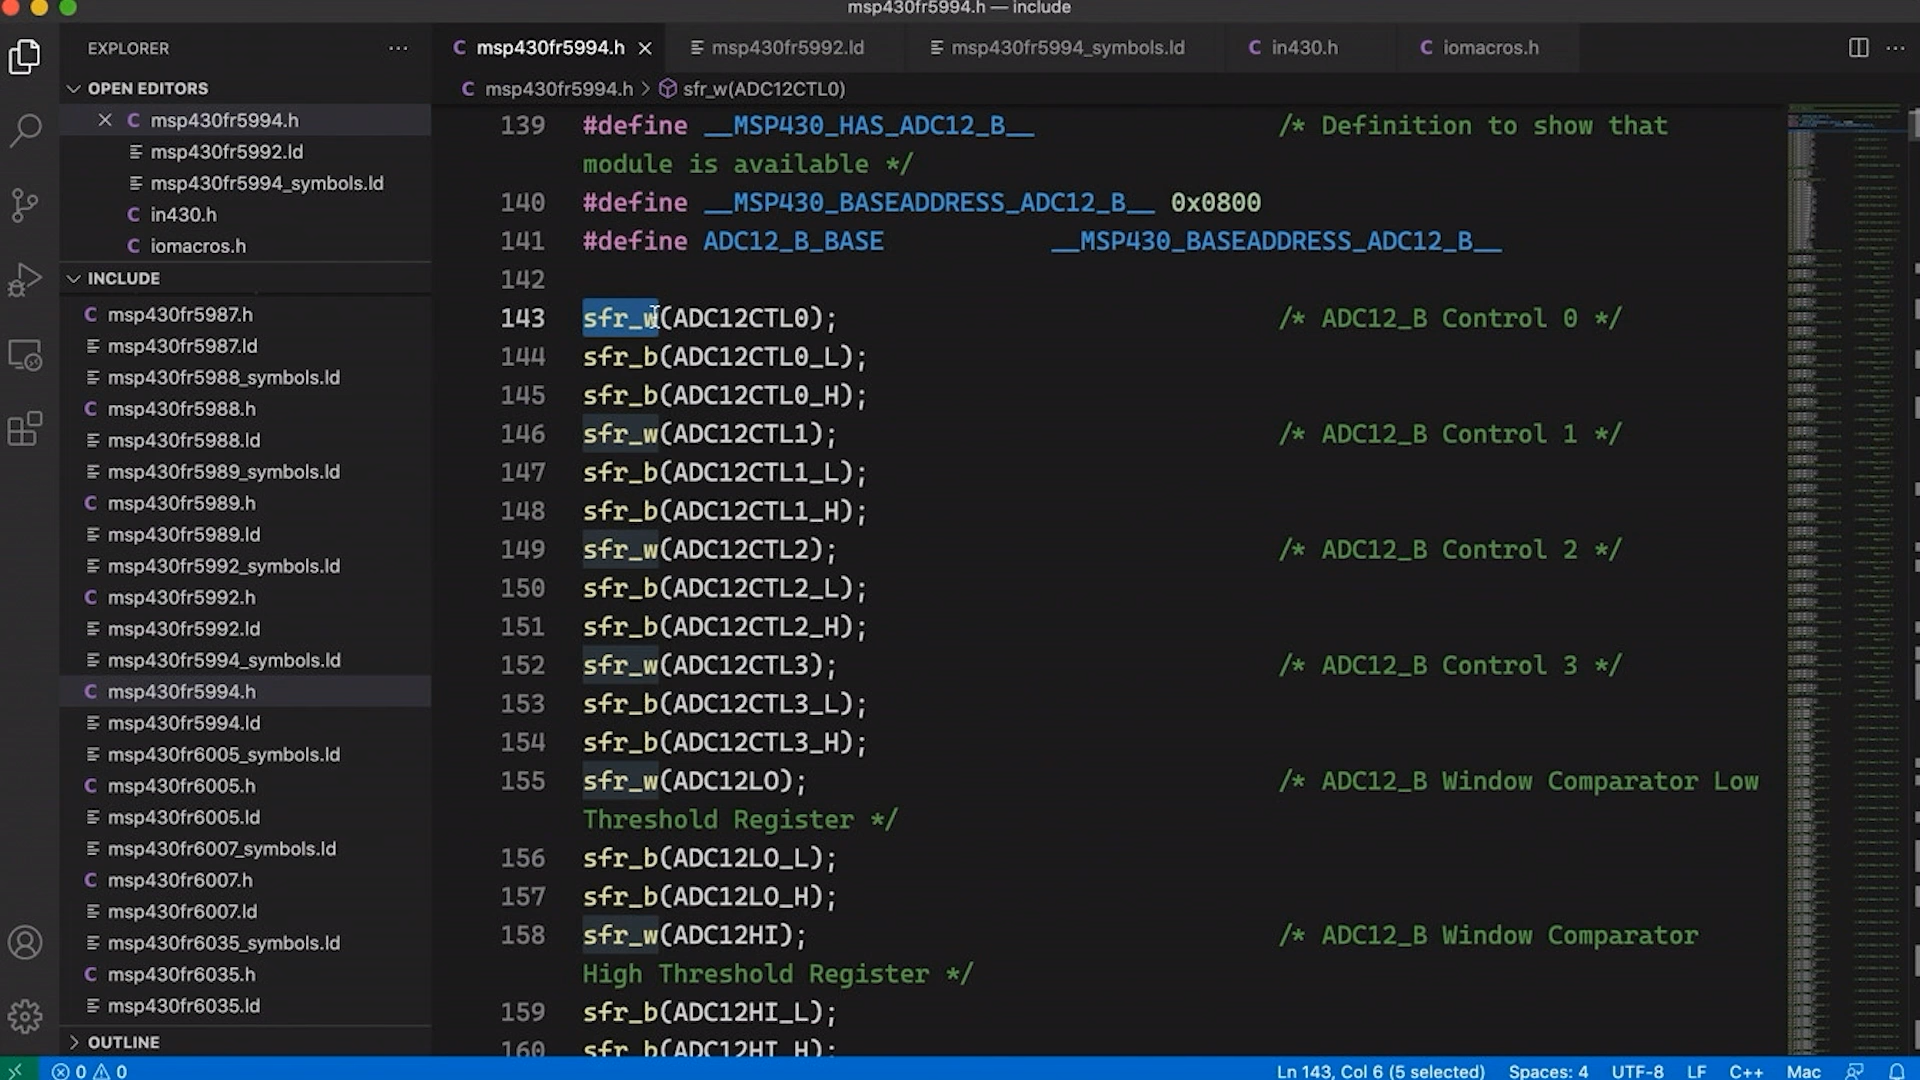 msp430fr5994.h — include
EXPLORER
OPEN EDITORS
msp430fr5994.h
msp430fr5992.ld
msp430fr5994_symbols.ld
in430.h
iomacros.h
INCLUDE
msp430fr5987.h
msp430fr5987.ld
msp430fr5988_symbols.ld
msp430fr5988.h
msp430fr5988.ld
msp430fr5989_symbols.ld
msp430fr5989.h
msp430fr5989.ld
msp430fr5992_symbols.ld
msp430fr5992.h
msp430fr5992.ld
msp430fr5994_symbols.ld
msp430fr5994.h
msp430fr5994.ld
msp430fr6005_symbols.ld
msp430fr6005.h
msp430fr6005.ld
msp430fr6007_symbols.ld
msp430fr6007.h
msp430fr6007.ld
msp430fr6035_symbols.ld
msp430fr6035.h
msp430fr6035.ld
OUTLINE
msp430fr5994.h msp430fr5992.ld msp430fr5994_symbols.ld in430.h iomacros.h
msp430fr5994.h > sfr_w(ADC12CTL0)
139 #define __MSP430_HAS_ADC12_B__ /* Definition to show that
module is available */
140 #define __MSP430_BASEADDRESS_ADC12_B__ 0x0800
141 #define ADC12_B_BASE __MSP430_BASEADDRESS_ADC12_B__
142
143 sfr_w(ADC12CTL0); /* ADC12_B Control 0 */
144 sfr_b(ADC12CTL0_L);
145 sfr_b(ADC12CTL0_H);
146 sfr_w(ADC12CTL1); /* ADC12_B Control 1 */
147 sfr_b(ADC12CTL1_L);
148 sfr_b(ADC12CTL1_H);
149 sfr_w(ADC12CTL2); /* ADC12_B Control 2 */
150 sfr_b(ADC12CTL2_L);
151 sfr_b(ADC12CTL2_H);
152 sfr_w(ADC12CTL3); /* ADC12_B Control 3 */
153 sfr_b(ADC12CTL3_L);
154 sfr_b(ADC12CTL3_H);
155 sfr_w(ADC12LO); /* ADC12_B Window Comparator Low
Threshold Register */
156 sfr_b(ADC12LO_L);
157 sfr_b(ADC12LO_H);
158 sfr_w(ADC12HI); /* ADC12_B Window Comparator
High Threshold Register */
159 sfr_b(ADC12HI_L);
160 sfr_b(ADC12HI_H);
0 0 Ln 143, Col 6 (5 selected) Spaces: 4 UTF-8 LF C++ Mac